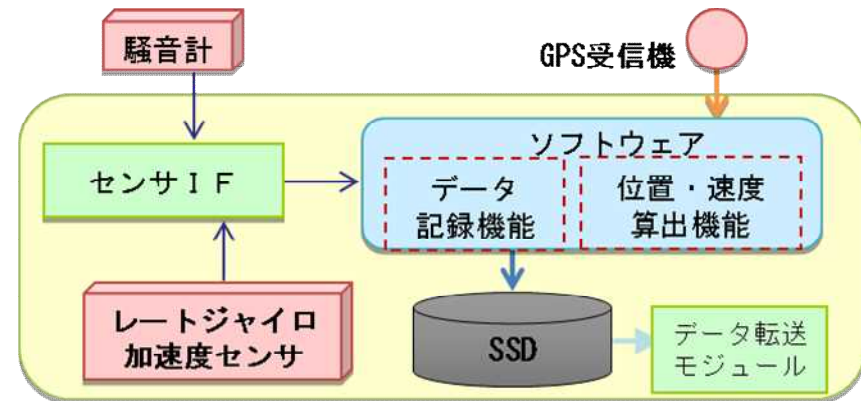 騒音計
GPS受信機
ソフトウェア
センサＩＦ
データ
記録機能
位置・速度
算出機能
レートジャイロ
加速度センサ
SSD
データ転送
モジュール